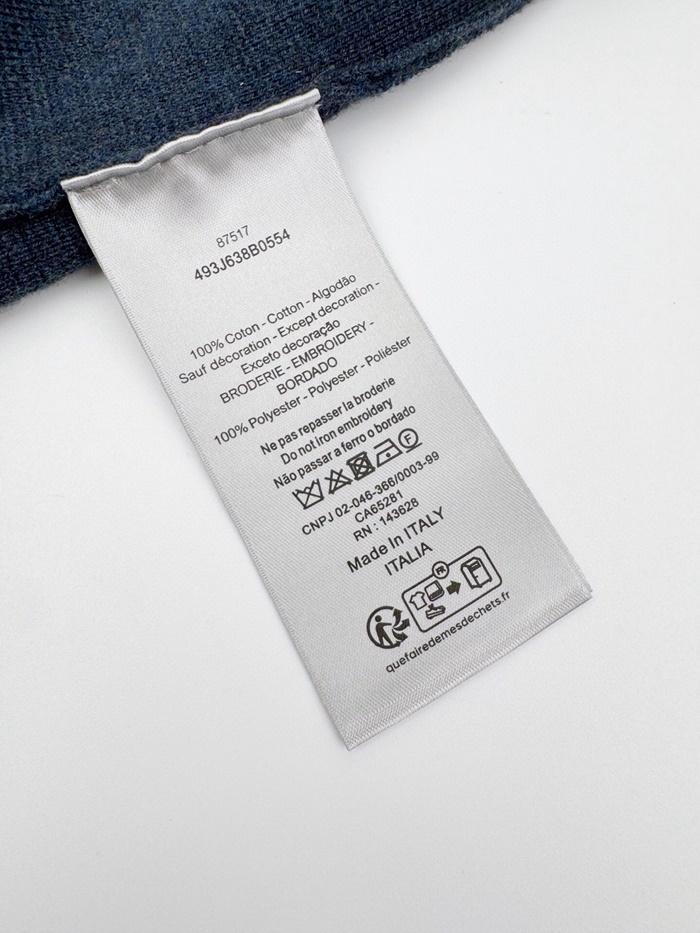 87517
493J638B0554
100% Coton - Cotton - Algodão
Sauf décoration - Except decoration -
Exceto decoração
BRODERIE - EMBROIDERY -
BORDADO
100% Polyester - Polyester - Poliéster
Ne pas repasser la broderie
Do not iron embroidery
Não passar a ferro o bordado
F
CNPJ 02-046-366/0003-99
CA65281
RN : 143628
Made In ITALY
ITALIA
FR
quefairedemesdechets.fr